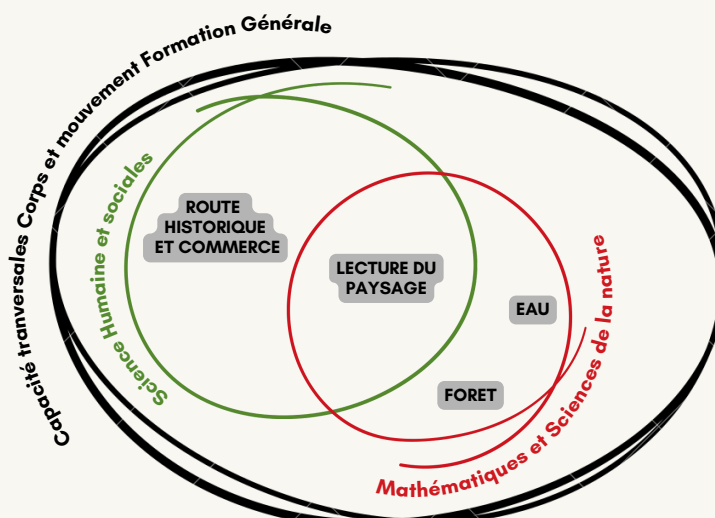 Capacité tranversales Corps et mouvement Formation Générale
Science Humaine et sociales
ROUTE
HISTORIQUE
ET COMMERCE
LECTURE DU
PAYSAGE
EAU
FORET
Mathématiques et Sciences de la nature